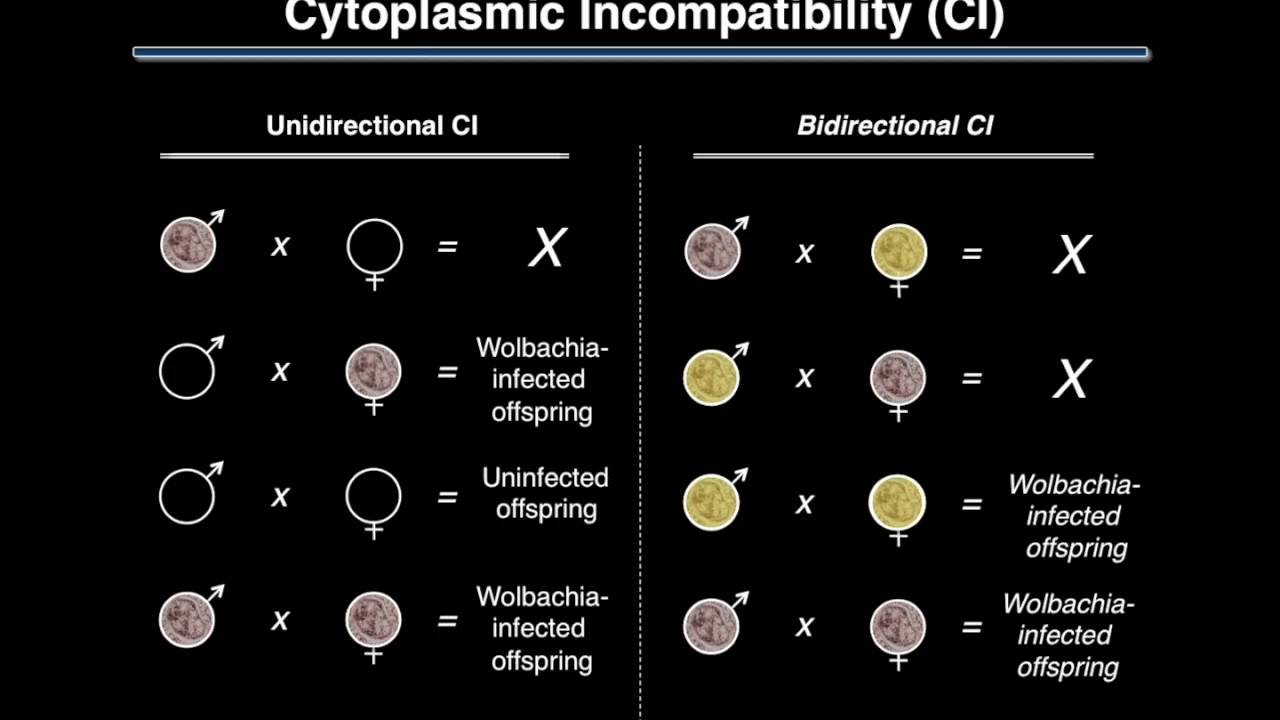 Cytoplasmic Incompatibility (CI)
Unidirectional CI
♂ x ♀ = X
♂ x ♀ = Wolbachia-
infected
offspring
♂ x ♀ = Uninfected
offspring
♂ x ♀ = Wolbachia-
infected
offspring
Bidirectional CI
♂ x ♀ = X
♂ x ♀ = X
♂ x ♀ = Wolbachia-
infected
offspring
♂ x ♀ = Wolbachia-
infected
offspring